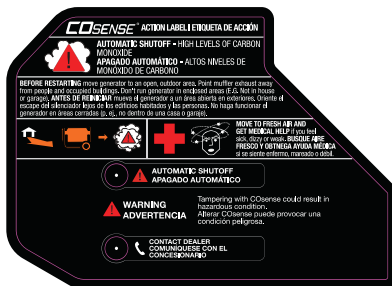 COSENSE® ACTION LABEL I ETIQUETA DE ACCIÓN
AUTOMATIC SHUTOFF • HIGH LEVELS OF CARBON
MONOXIDE
APAGADO AUTOMÁTICO • ALTOS NIVELES DE
MONÓXIDO DE CARBONO
BEFORE RESTARTING move generator to an open, outdoor area. Point muffler exhaust away
from people and occupied buildings. Don't run generator in enclosed areas (E.G. Not in house
or garage). ANTES DE REINICIAR mueva el generador a un área abierta en exteriores. Oriente el
escape del silenciador lejos de los edificios habitados y las personas. No haga funcionar el
generador en áreas cerradas (p. ej., no dentro de una casa o garaje).
MOVE TO FRESH AIR AND
GET MEDICAL HELP if you feel
sick, dizzy or weak. BUSQUE AIRE
FRESCO Y OBTNEGA AYUDA MÉDICA
si se siente enfermo, mareado o débil.
AUTOMATIC SHUTOFF
APAGADO AUTOMÁTICO
WARNING
ADVERTENCIA
Tampering with COsense could result in
hazardous condition.
Alterar COsense puede provocar una
condición peligrosa.
CONTACT DEALER
COMUNÍQUESE CON EL
CONCESIONARIO